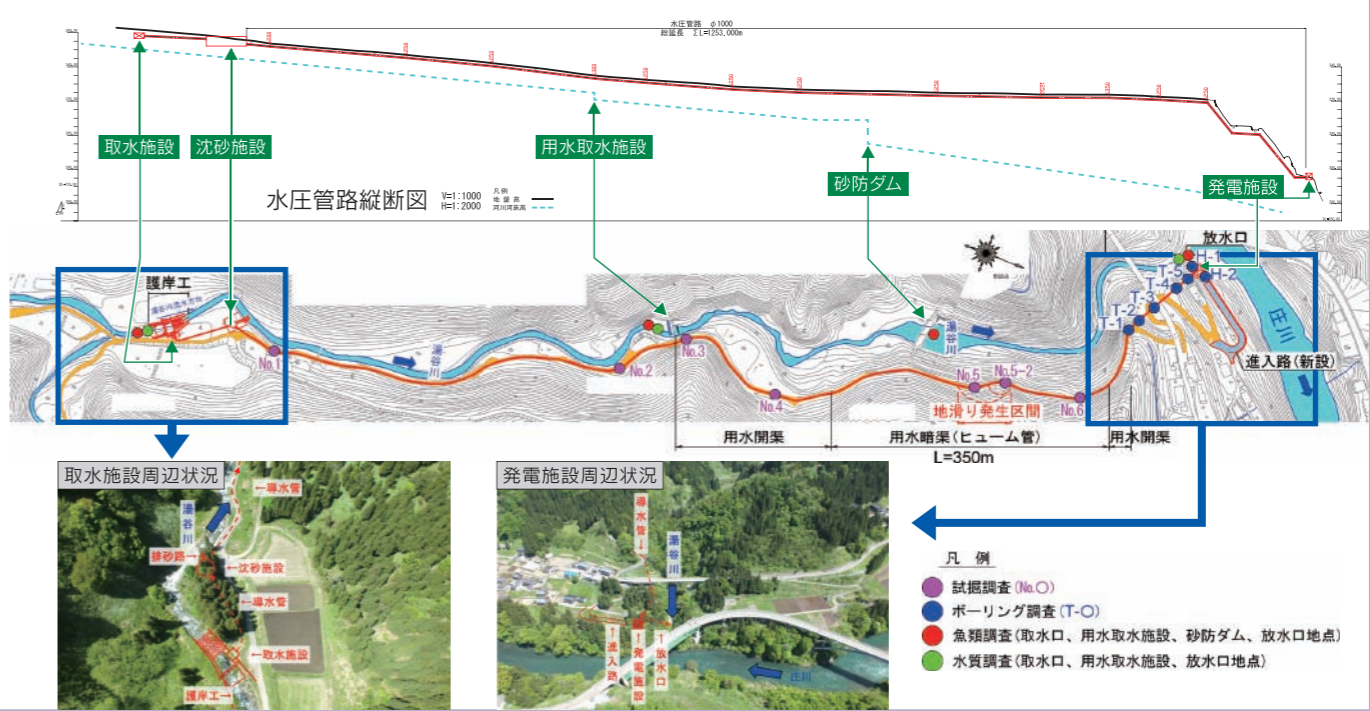 水圧管路 φ1000
総延長 ΣL=1253.000m
取水施設
沈砂施設
用水取水施設
砂防ダム
発電施設
水圧管路縦断図
V=1:1000
H=1:2000
凡例
地盤高
河川河床高
護岸工
湯谷川流水方向
No.1
湯谷川
No.2
No.3
No.4
湯谷川
No.5
No.5-2
地滑り発生区間
No.6
用水開渠
用水暗渠(ヒューム管)
L=350m
用水開渠
放水口
H-1
H-2
T-5
T-4
T-3
T-2
T-1
庄川
進入路(新設)
取水施設周辺状況
←導水管
湯谷川
排砂路→
←沈砂施設
←導水管
←取水施設
護岸工→
発電施設周辺状況
導水管→
湯谷川
←進入路
←発電施設
←放水口
庄川
凡 例
試掘調査(No.○)
ボーリング調査(T-○)
魚類調査(取水口、用水取水施設、砂防ダム、放水口地点)
水質調査(取水口、用水取水施設、放水口地点)